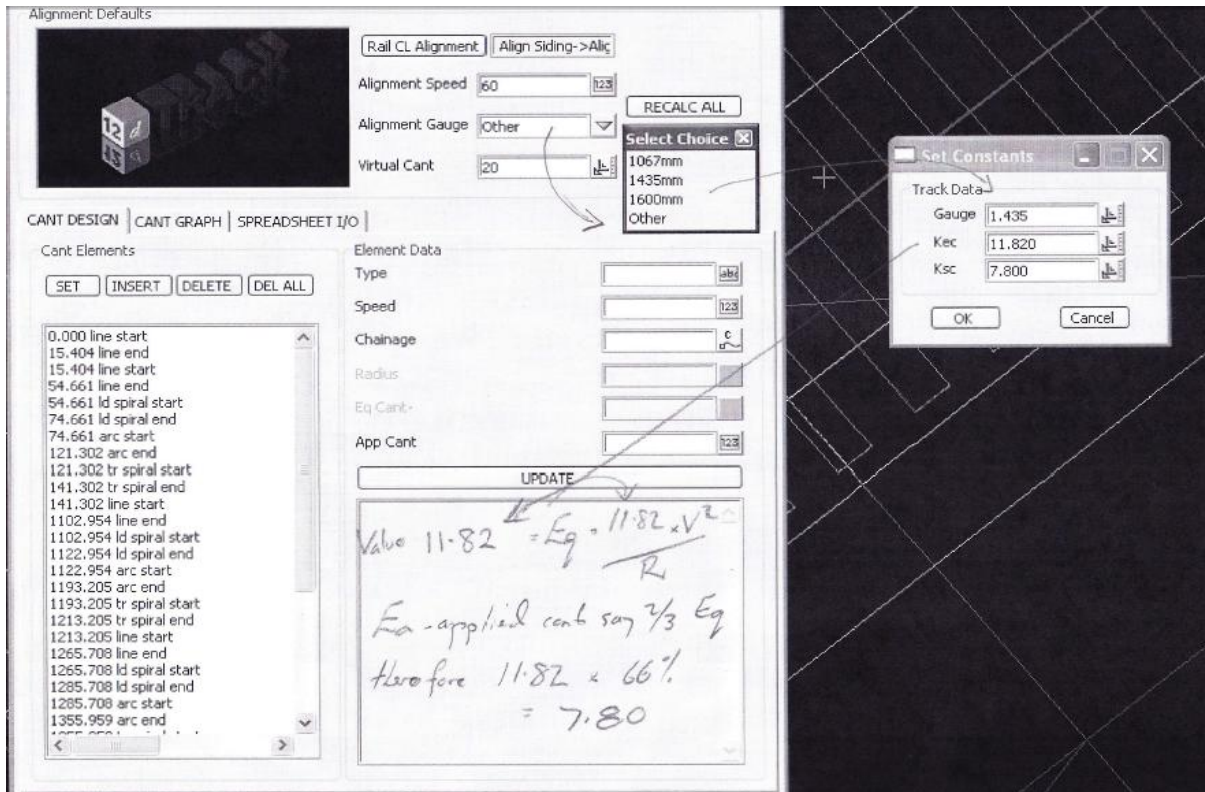 Alignment Defaults
Rail CL Alignment Align Siding->Alig
Alignment Speed 60 123
RECALC ALL
Alignment Gauge Other
Virtual Cant 20
Select Choice
1067mm
1435mm
1600mm
Other
Set Constants
Track Data
Gauge 1.435
Kec 11.820
Ksc 7.800
OK Cancel
12 d
TRACK
CANT DESIGN CANT GRAPH SPREADSHEET I/O
Cant Elements
SET INSERT DELETE DEL ALL
0.000 line start
15.404 line end
15.404 line start
54.661 line end
54.661 ld spiral start
74.661 ld spiral end
74.661 arc start
121.302 arc end
121.302 tr spiral start
141.302 tr spiral end
141.302 line start
1102.954 line end
1102.954 ld spiral start
1122.954 ld spiral end
1122.954 arc start
1193.205 arc end
1193.205 tr spiral start
1213.205 tr spiral end
1213.205 line start
1265.708 line end
1265.708 ld spiral start
1285.708 ld spiral end
1285.708 arc start
1355.959 arc end
Element Data
Type abc
Speed 123
Chainage c
Radius
Eq Cant-
App Cant 123
UPDATE
Value 11.82 = Eq = 11.82 x V²
R
Ea - applied cant say 2/3 Eq
therefore 11.82 x 66%
= 7.80